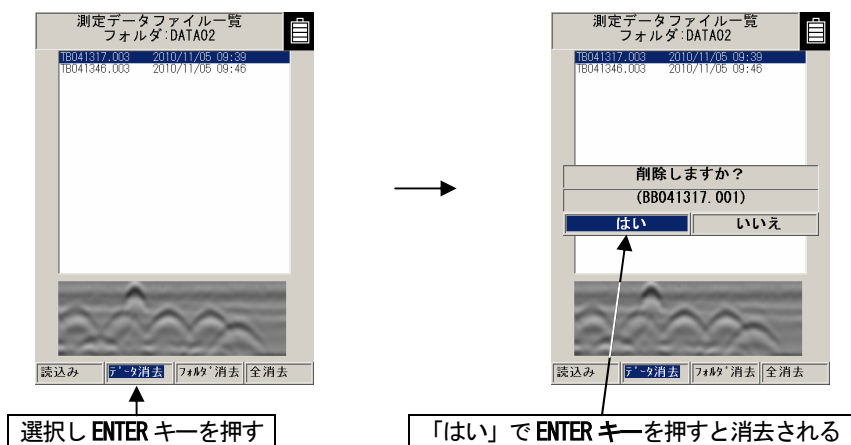 測定データファイル一覧
フォルダ:DATA02
TB041317.003 2010/11/05 09:39
TB041346.003 2010/11/05 09:46
読込み データ消去 フォルダ消去 全消去
選択し ENTER キーを押す
測定データファイル一覧
フォルダ:DATA02
TB041317.003 2010/11/05 09:39
TB041346.003 2010/11/05 09:46
削除しますか？
(BB041317.001)
はい いいえ
読込み データ消去 フォルダ消去 全消去
「はい」で ENTER キーを押すと消去される